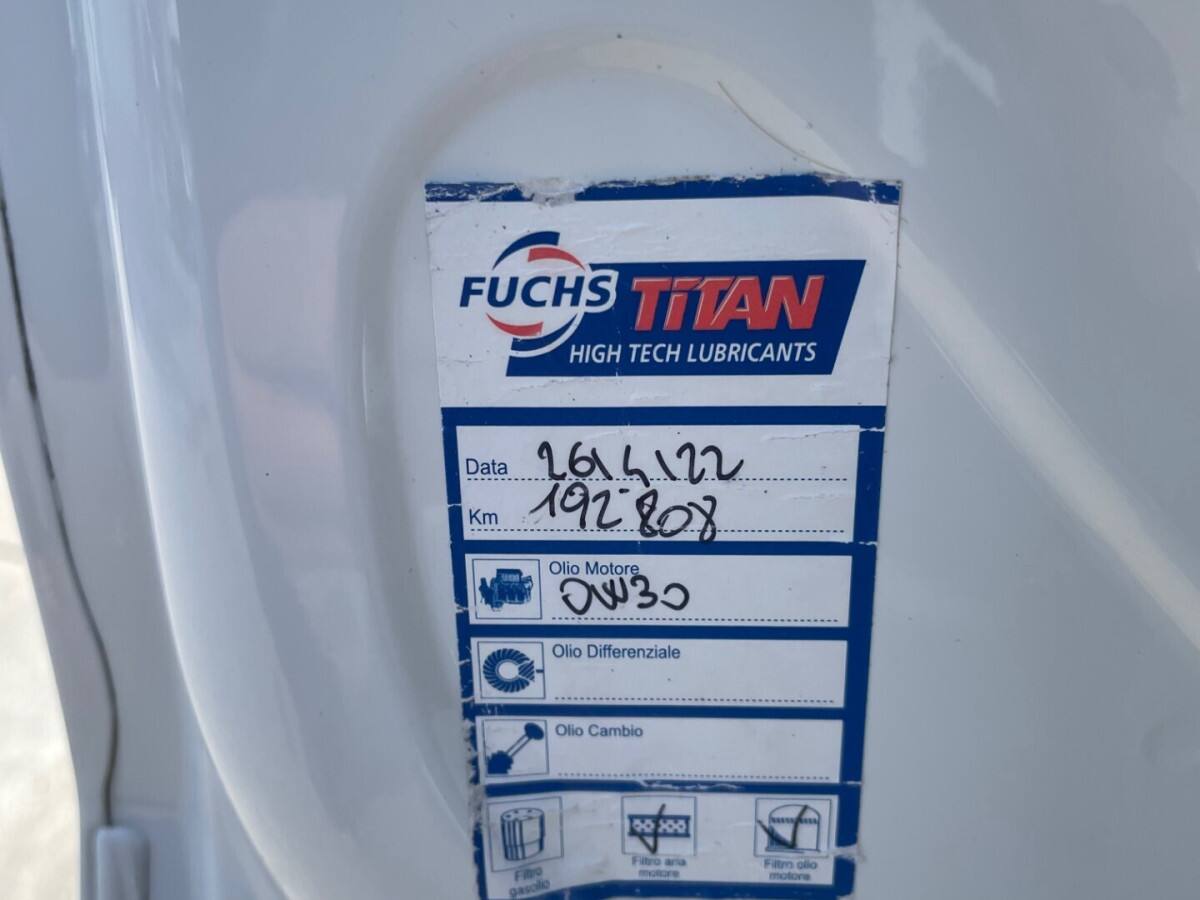 FUCHS TITAN
HIGH TECH LUBRICANTS
Data 26/4/22
Km 192-808
Olio Motore
0W30
Olio Differenziale
Olio Cambio
Filtro gasolio
Filtro aria motore
Filtro olio motore